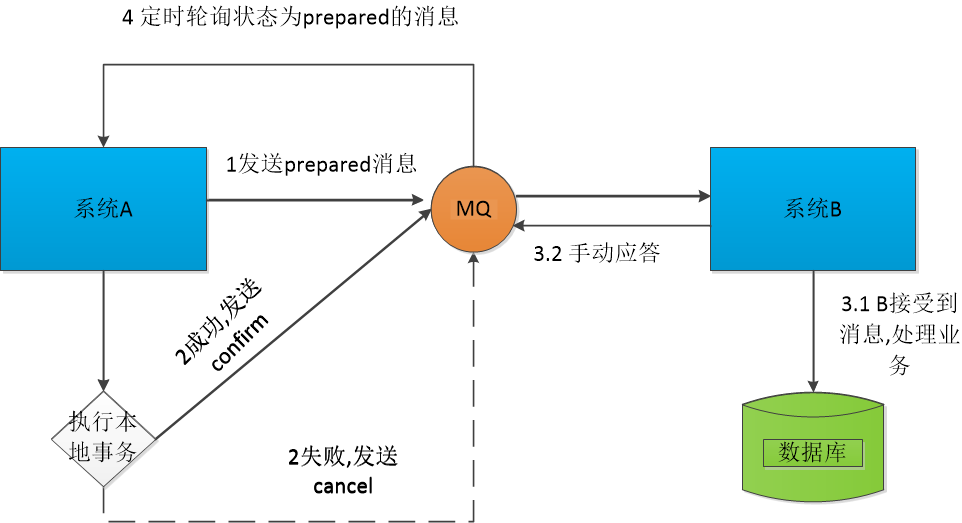 4 定时轮询状态为prepared的消息
1发送prepared消息
系统A
MQ
系统B
3.2 手动应答
2成功,发送
confirm
3.1 B接受到
消息,处理业
务
执行本
地事务
2失败,发送
cancel
数据库